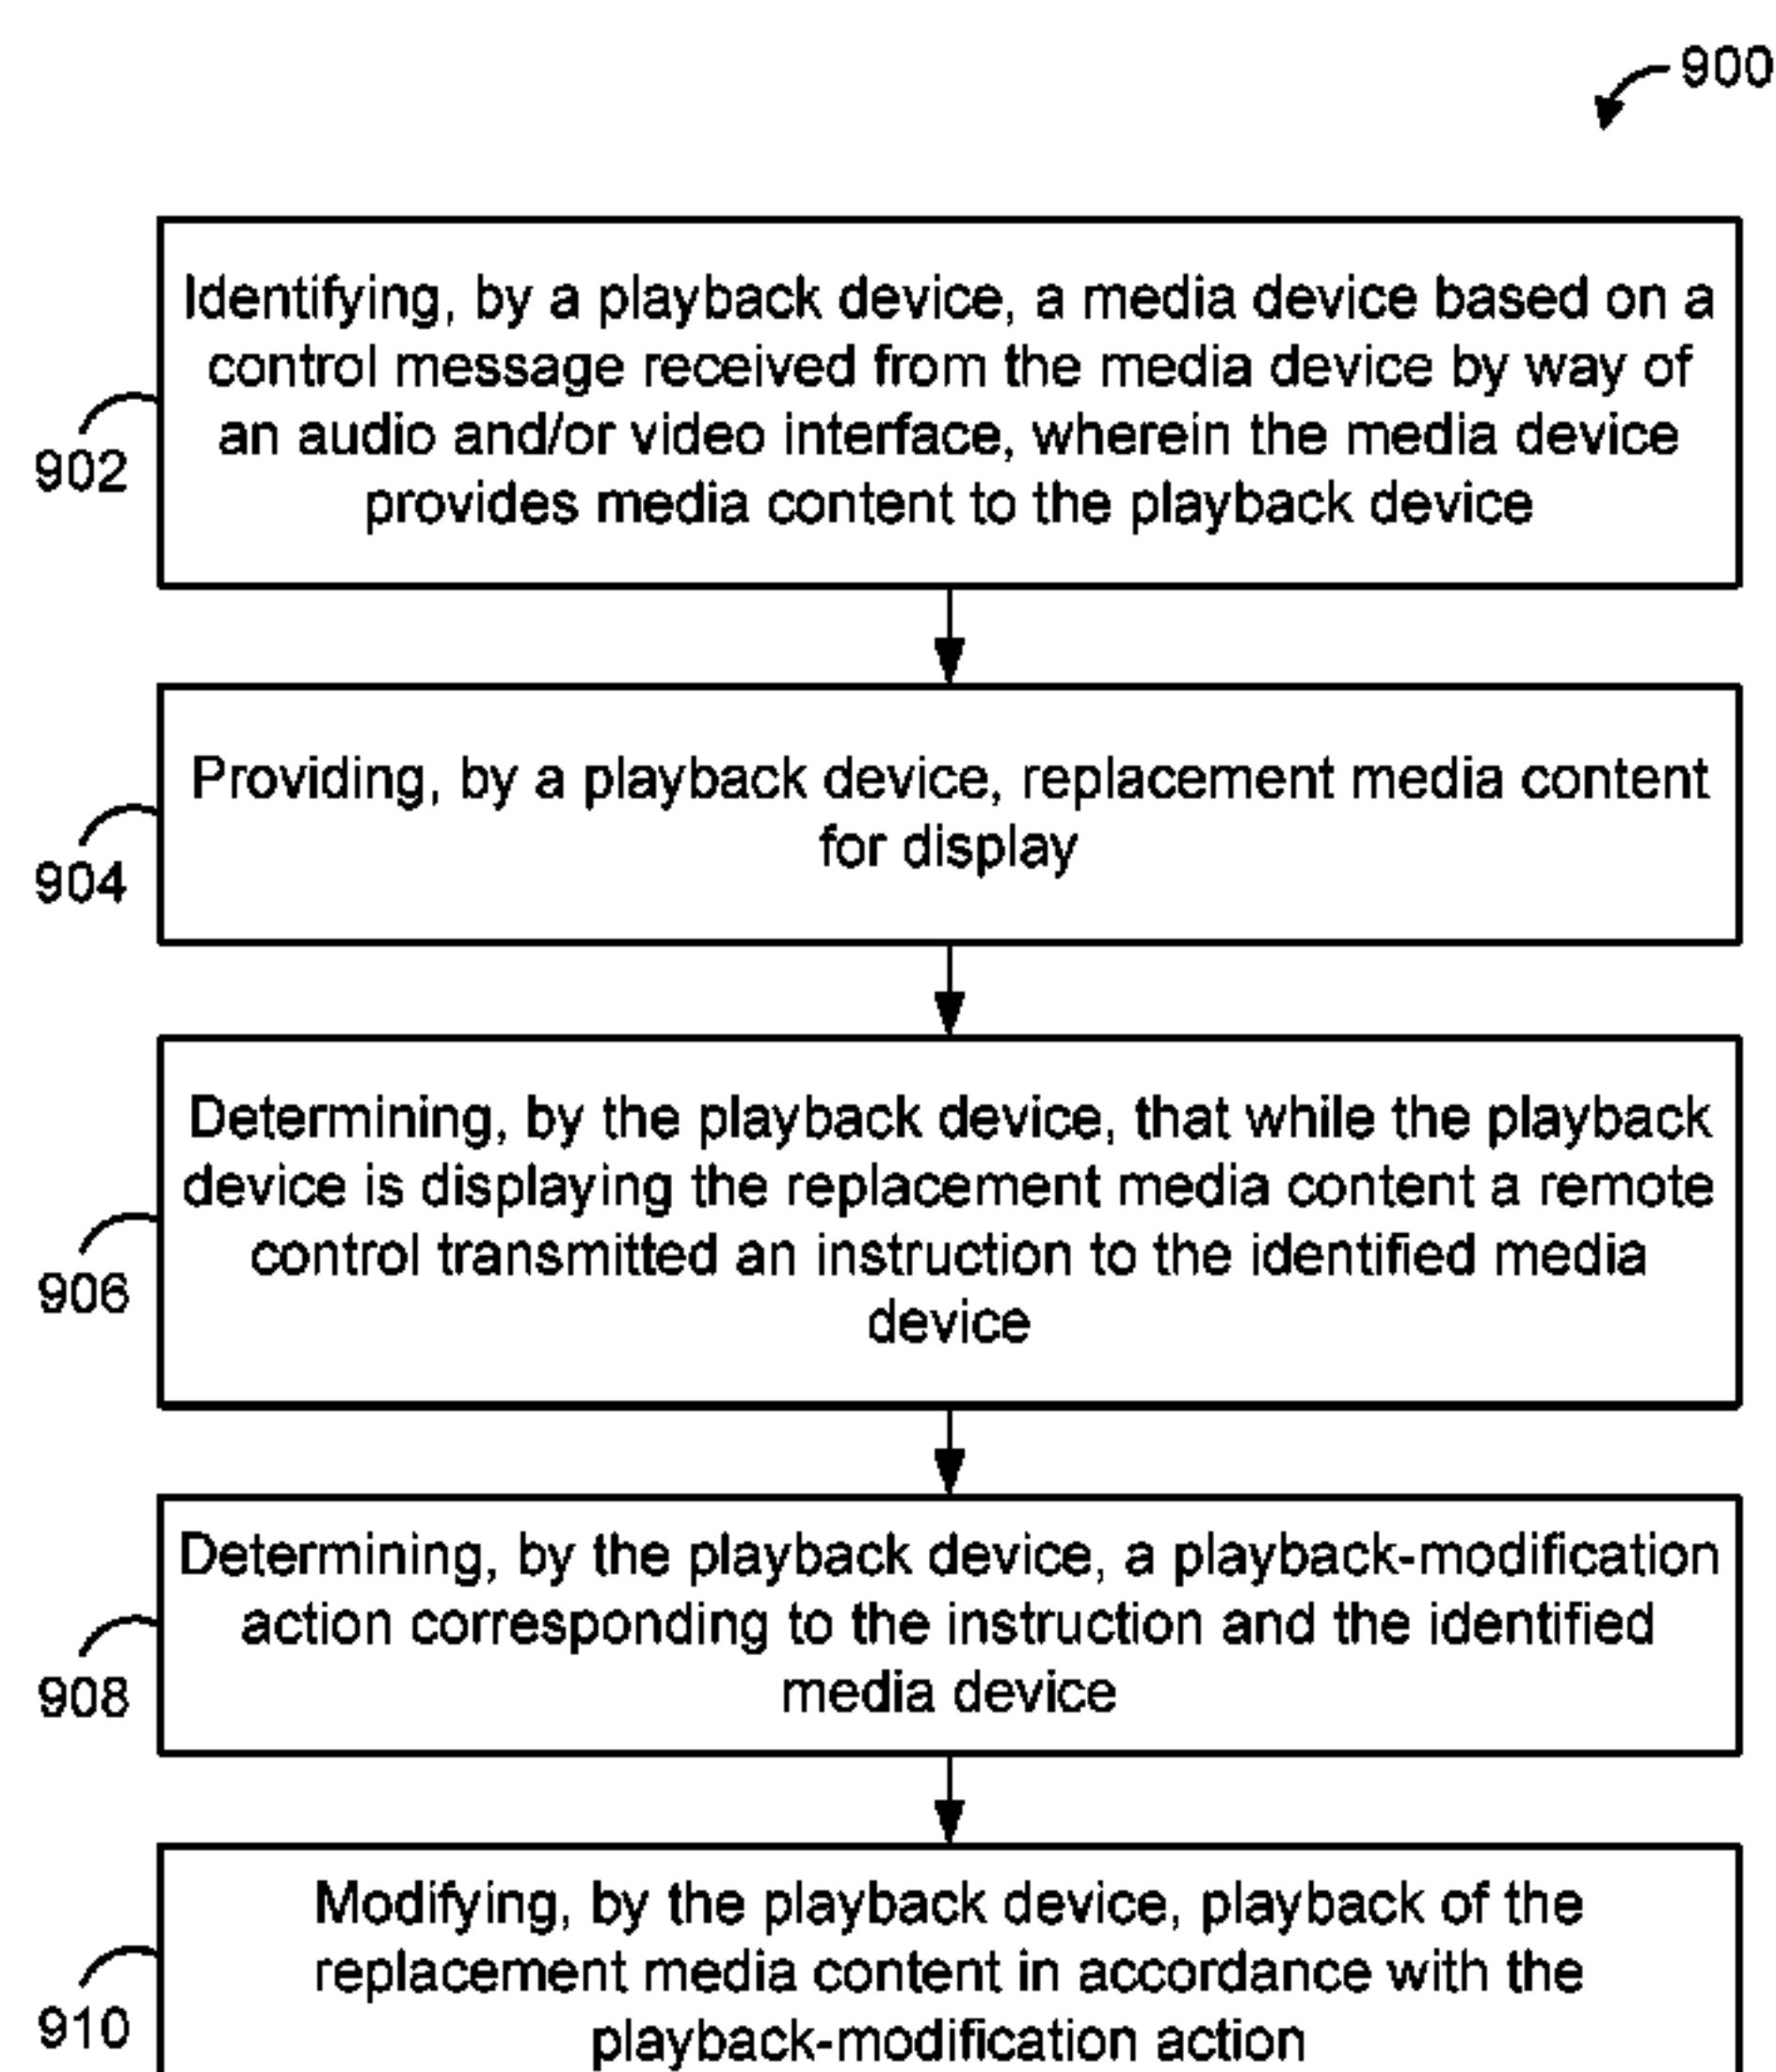 900
Identifying, by a playback device, a media device based on a
control message received from the media device by way of
an audio and/or video interface, wherein the media device
provides media content to the playback device
902
Providing, by a playback device, replacement media content
for display
904
Determining, by the playback device, that while the playback
device is displaying the replacement media content a remote
control transmitted an instruction to the identified media
device
906
Determining, by the playback device, a playback-modification
action corresponding to the instruction and the identified
media device
908
Modifying, by the playback device, playback of the
replacement media content in accordance with the
playback-modification action
910